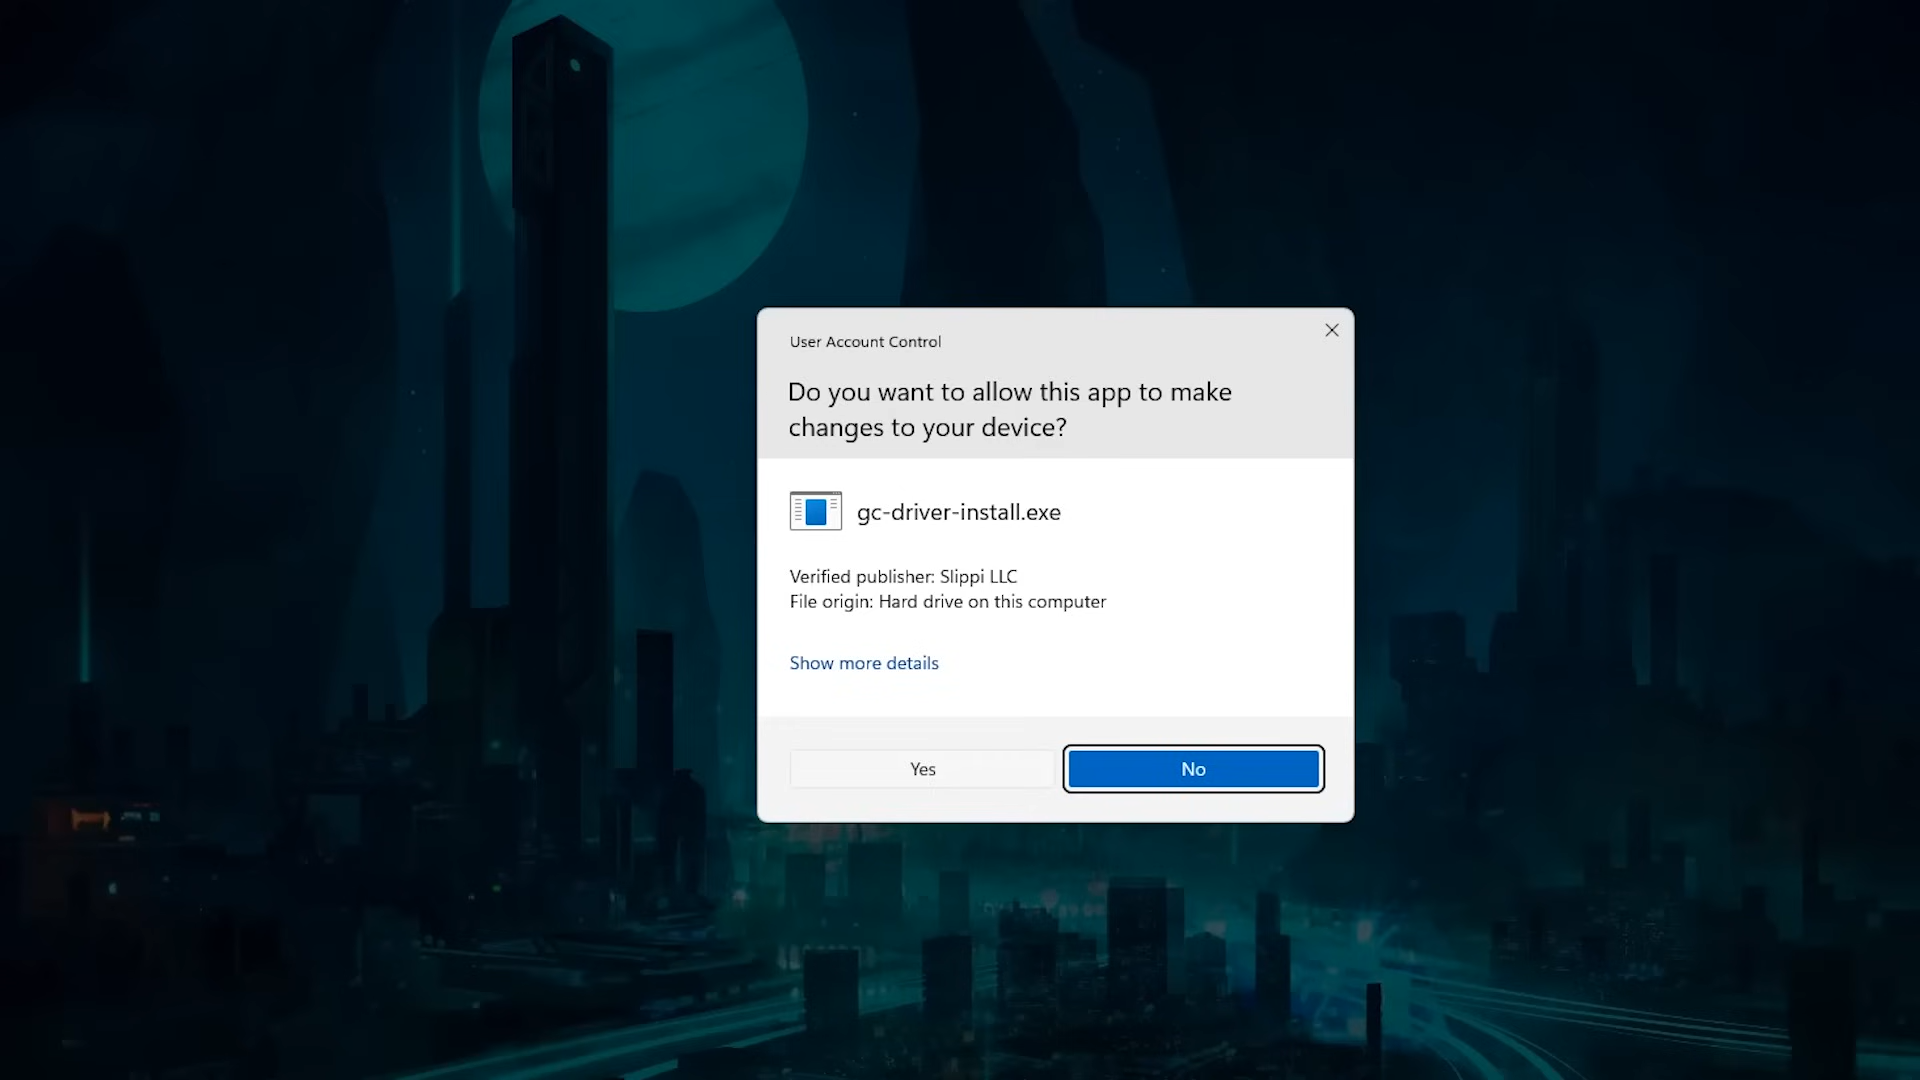 User Account Control
Do you want to allow this app to make
changes to your device?
gc-driver-install.exe
Verified publisher: Slippi LLC
File origin: Hard drive on this computer
Show more details
Yes
No